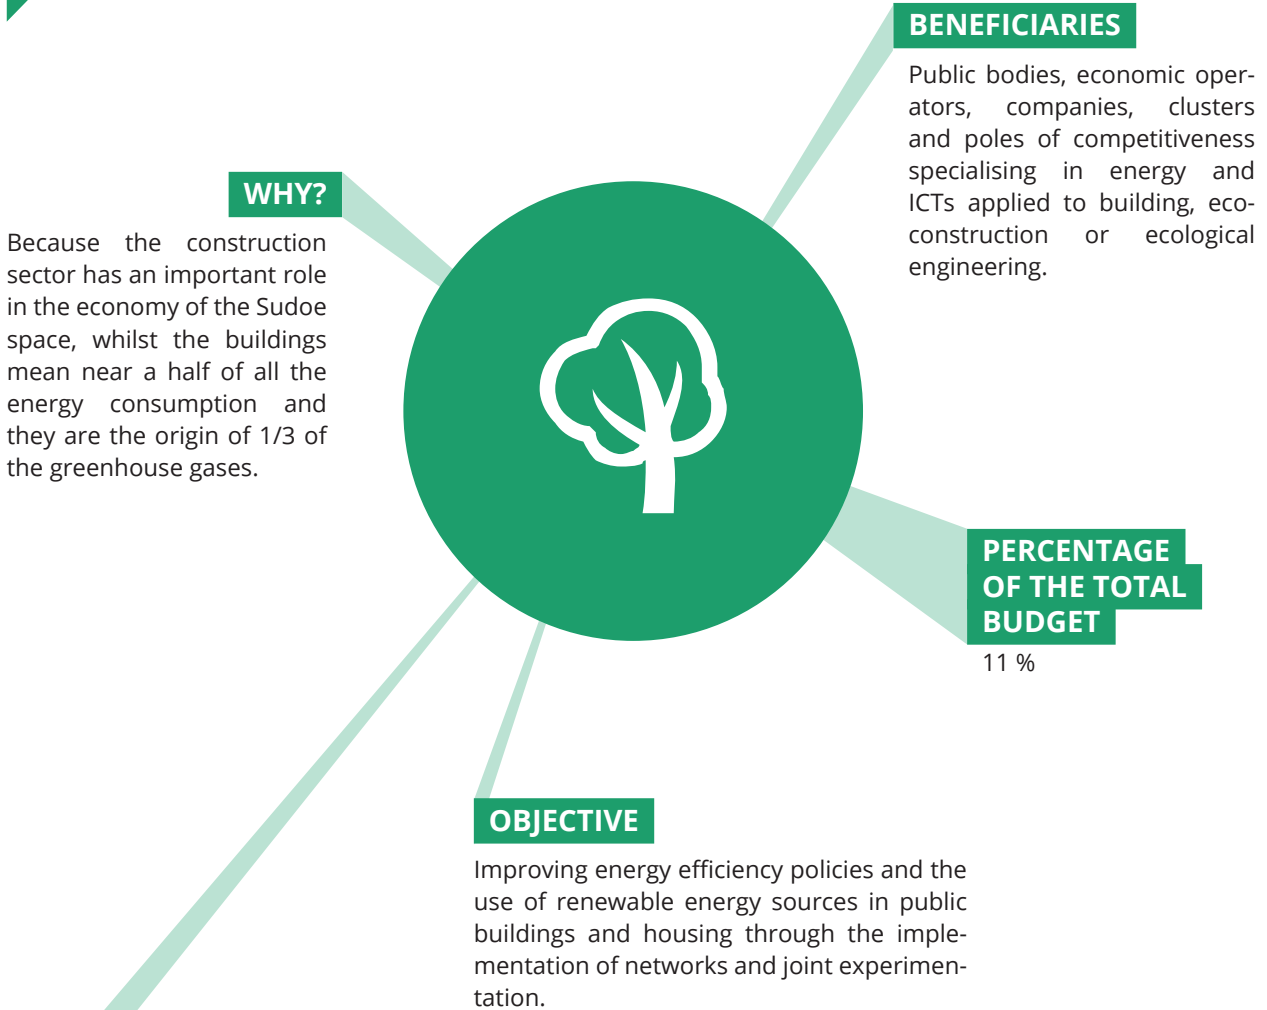 BENEFICIARIES
Public bodies, economic oper-
ators, companies, clusters
and poles of competitiveness
specialising in energy and
ICTs applied to building, eco-
construction or ecological
engineering.
WHY?
Because the construction
sector has an important role
in the economy of the Sudoe
space, whilst the buildings
mean near a half of all the
energy consumption and
they are the origin of 1/3 of
the greenhouse gases.
PERCENTAGE
OF THE TOTAL
BUDGET
11 %
OBJECTIVE
Improving energy efficiency policies and the
use of renewable energy sources in public
buildings and housing through the imple-
mentation of networks and joint experimen-
tation.